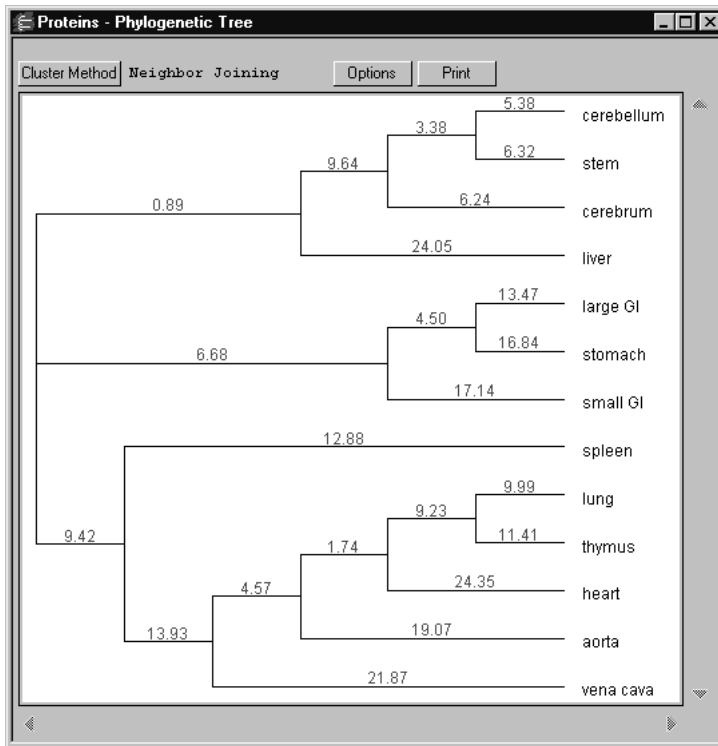 Proteins - Phylogenetic Tree
Cluster Method Neighbor Joining Options Print
5.38 cerebellum
3.38
6.32 stem
9.64
6.24 cerebrum
0.89
24.05 liver
13.47 large GI
4.50
16.84 stomach
6.68
17.14 small GI
12.88 spleen
9.99 lung
9.23
11.41 thymus
9.42
1.74
24.35 heart
4.57
19.07 aorta
13.93
21.87 vena cava